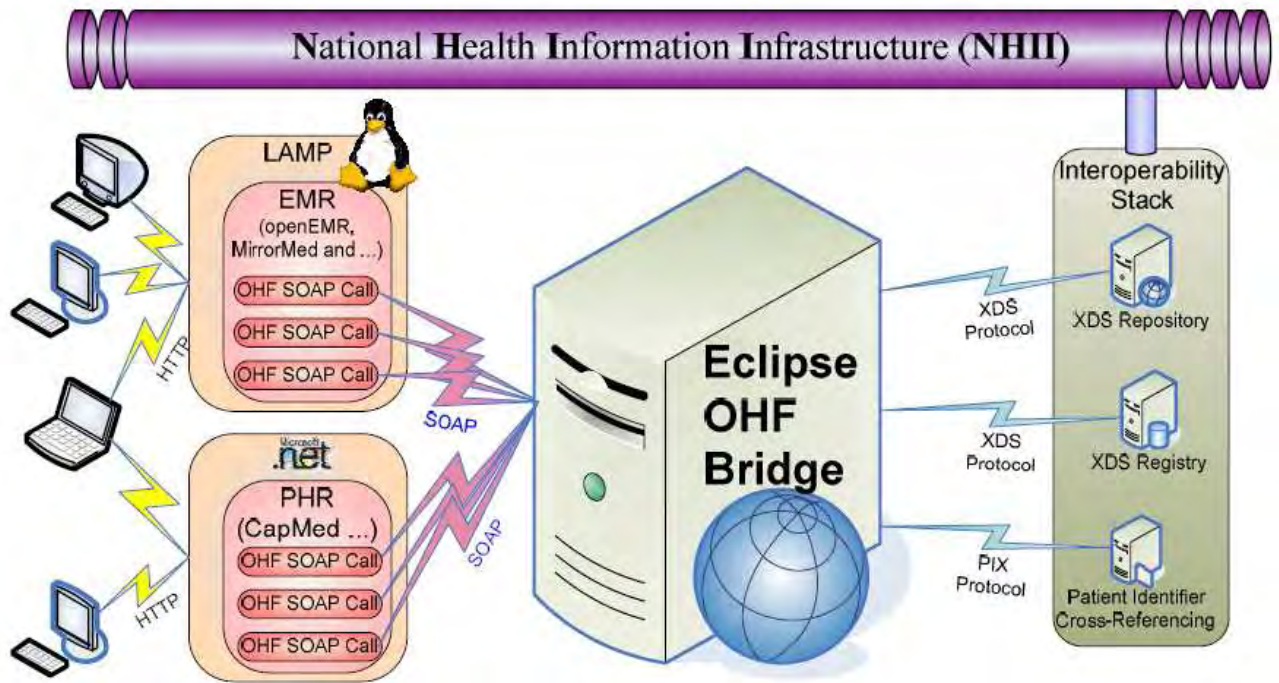 National Health Information Infrastructure (NHII)
LAMP
EMR
(openEMR,
MirrorMed and ...)
OHF SOAP Call
OHF SOAP Call
OHF SOAP Call
HTTP
SOAP
Microsoft
.net
PHR
(CapMed ...)
OHF SOAP Call
OHF SOAP Call
OHF SOAP Call
HTTP
SOAP
Eclipse
OHF
Bridge
XDS
Protocol
XDS
Protocol
PIX
Protocol
Interoperability
Stack
XDS Repository
XDS Registry
Patient Identifier
Cross-Referencing